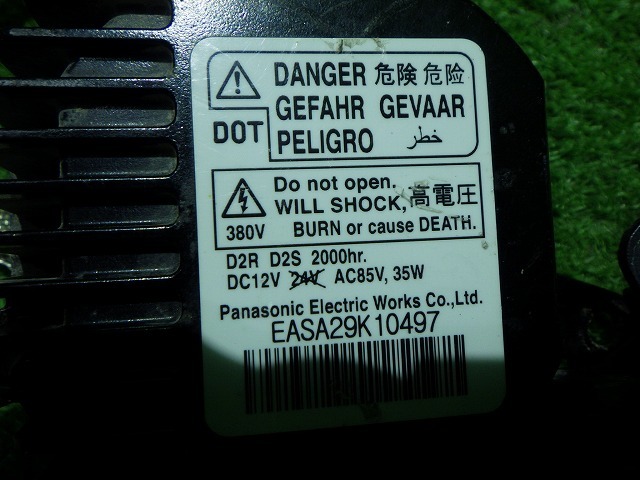 DANGER 危険 危险
GEFAHR GEVAAR
DOT PELIGRO خطر
Do not open.
WILL SHOCK, 高電圧
380V BURN or cause DEATH.
D2R D2S 2000hr.
DC12V 24V AC85V, 35W
Panasonic Electric Works Co., Ltd.
EASA29K10497